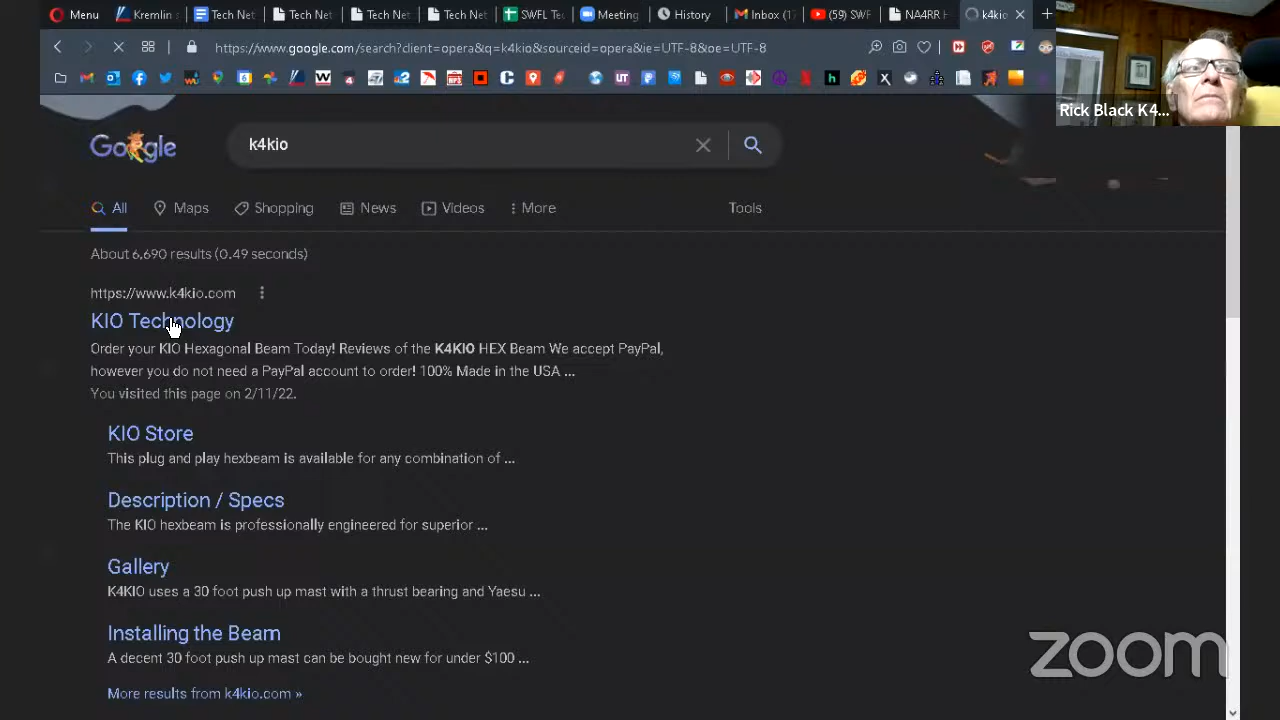 Menu
Kremlin s
Tech Net
Tech Net
Tech Net
Tech Net
SWFL Te
Meeting
History
Inbox (1
(59) SWF
NA4RR H
k4kio
https://www.google.com/search?client=opera&q=k4kio&sourceid=opera&ie=UTF-8&oe=UTF-8
Rick Black K4...
Google
k4kio
All
Maps
Shopping
News
Videos
More
Tools
About 6,690 results (0.49 seconds)
https://www.k4kio.com
KIO Technology
Order your KIO Hexagonal Beam Today! Reviews of the K4KIO HEX Beam We accept PayPal,
however you do not need a PayPal account to order! 100% Made in the USA ...
You visited this page on 2/11/22.
KIO Store
This plug and play hexbeam is available for any combination of ...
Description / Specs
The KIO hexbeam is professionally engineered for superior ...
Gallery
K4KIO uses a 30 foot push up mast with a thrust bearing and Yaesu ...
Installing the Beam
A decent 30 foot push up mast can be bought new for under $100 ...
More results from k4kio.com »
zoom